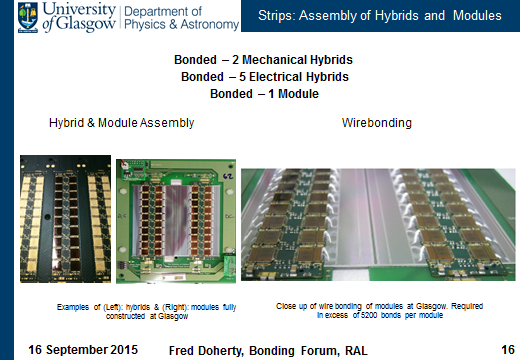 University
of Glasgow
Department of
Physics & Astronomy
Strips: Assembly of Hybrids and Modules
Bonded – 2 Mechanical Hybrids
Bonded – 5 Electrical Hybrids
Bonded – 1 Module
Hybrid & Module Assembly
Wirebonding
Examples of (Left): hybrids & (Right): modules fully
constructed at Glasgow
Close up of wire bonding of modules at Glasgow. Required
in excess of 5200 bonds per module
16 September 2015
Fred Doherty, Bonding Forum, RAL
16